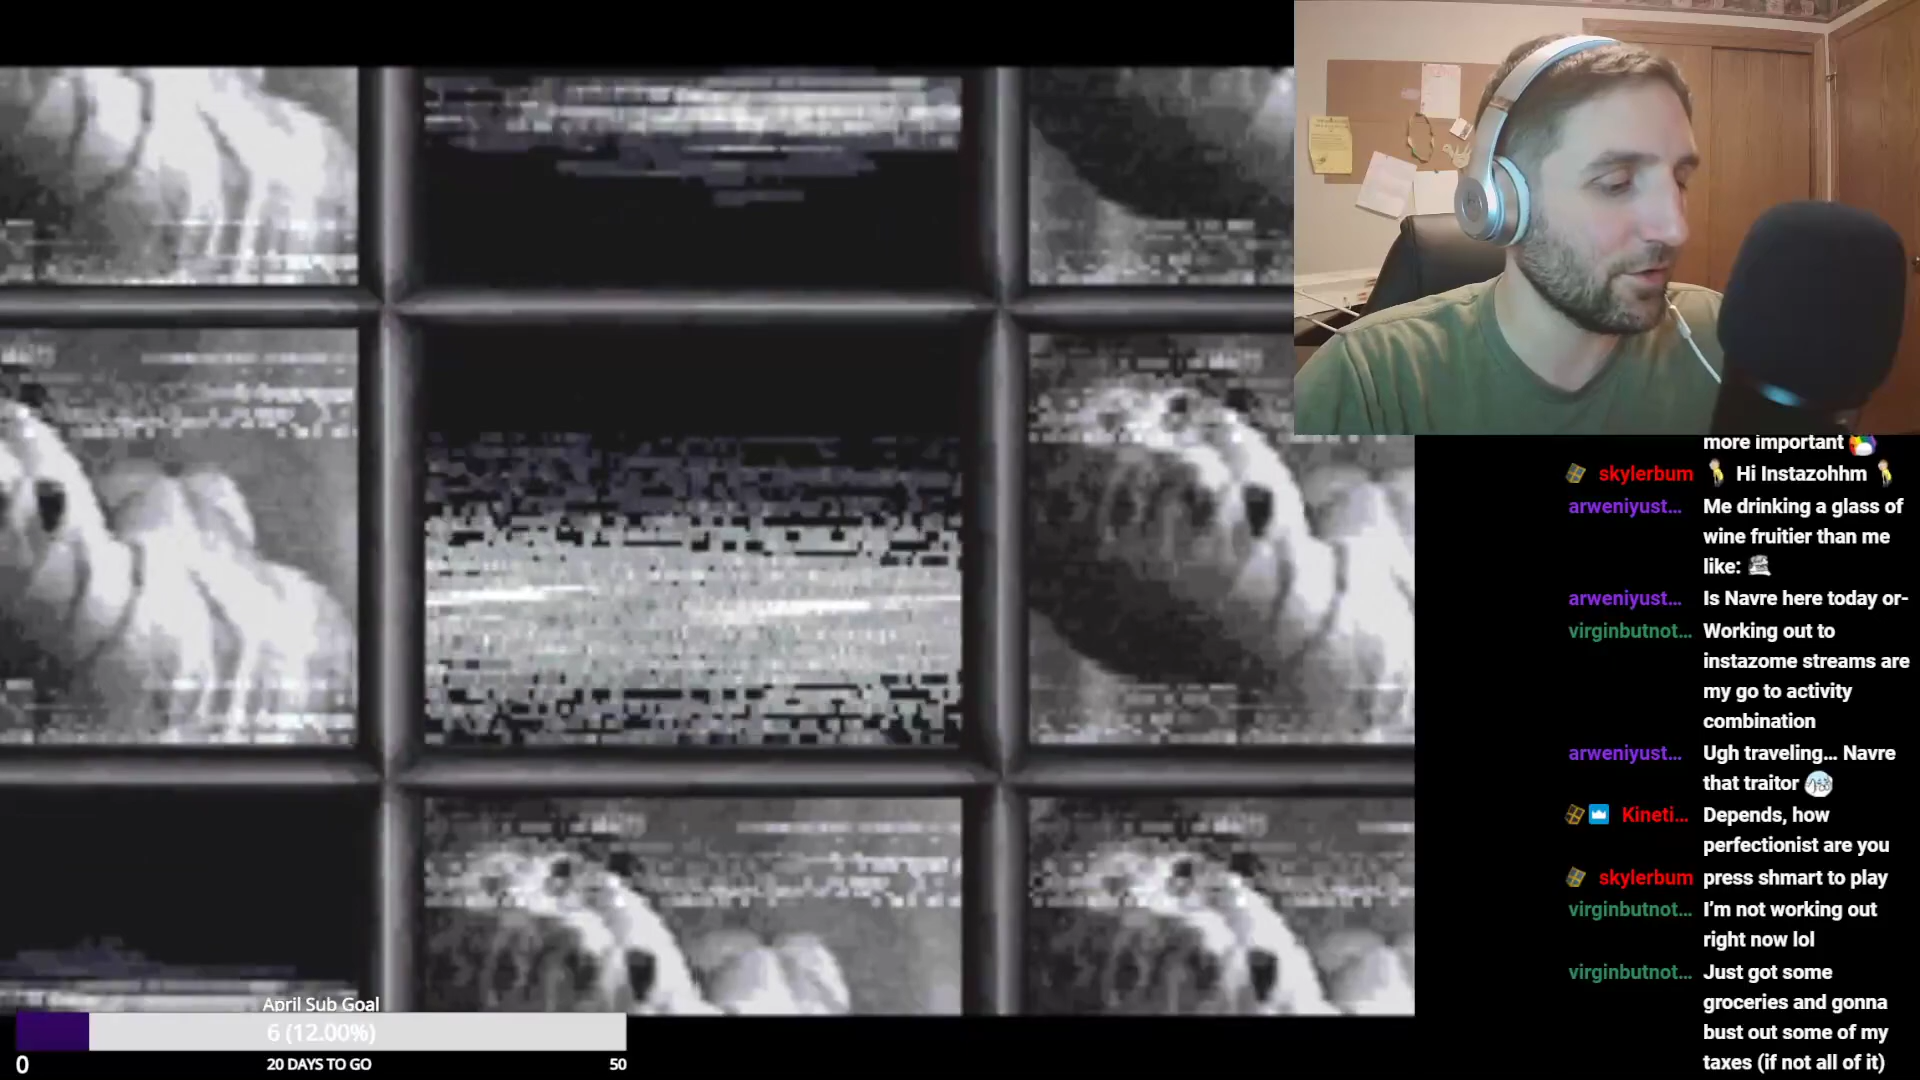 more important
skylerbum Hi Instazohhm
arweniyust... Me drinking a glass of
wine fruitier than me
like:
arweniyust... Is Navre here today or-
virginbutnot... Working out to
instazome streams are
my go to activity
combination
arweniyust... Ugh traveling... Navre
that traitor
Kineti... Depends, how
perfectionist are you
skylerbum press shmart to play
virginbutnot... I'm not working out
right now lol
virginbutnot... Just got some
groceries and gonna
bust out some of my
taxes (if not all of it)
April Sub Goal
6 (12.00%)
0 20 DAYS TO GO 50